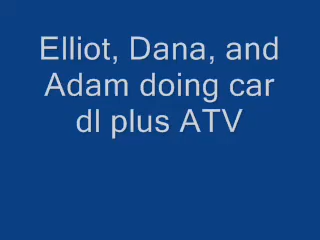 Elliot, Dana, and
Adam doing car
dl plus ATV